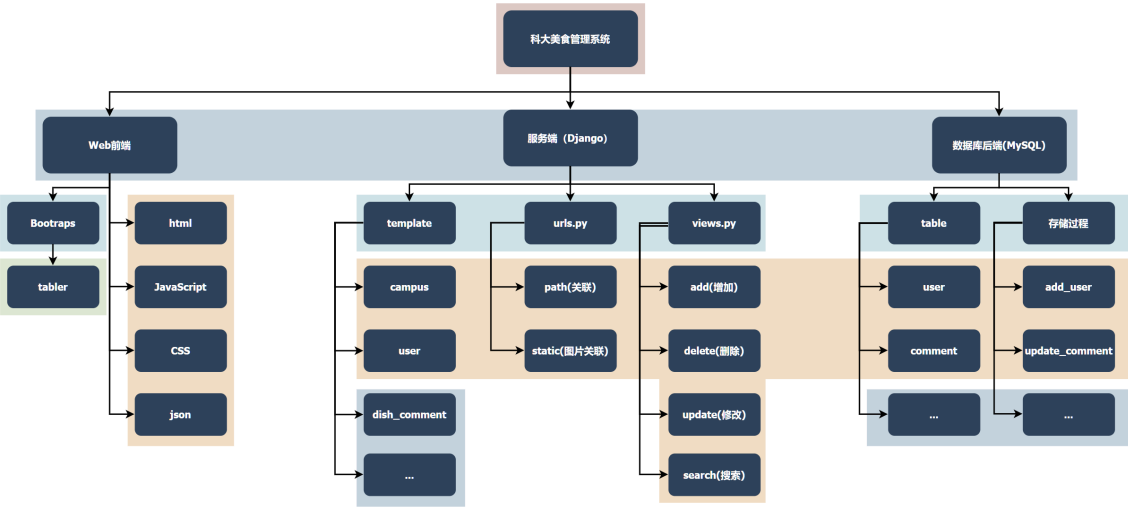 科大美食管理系统
Web前端
服务端（Django）
数据库后端(MySQL)
Bootraps
html
template
urls.py
views.py
table
存储过程
tabler
JavaScript
campus
path(关联)
add(增加)
user
add_user
CSS
user
static(图片关联)
delete(删除)
comment
update_comment
json
dish_comment
update(修改)
...
...
...
search(搜索)